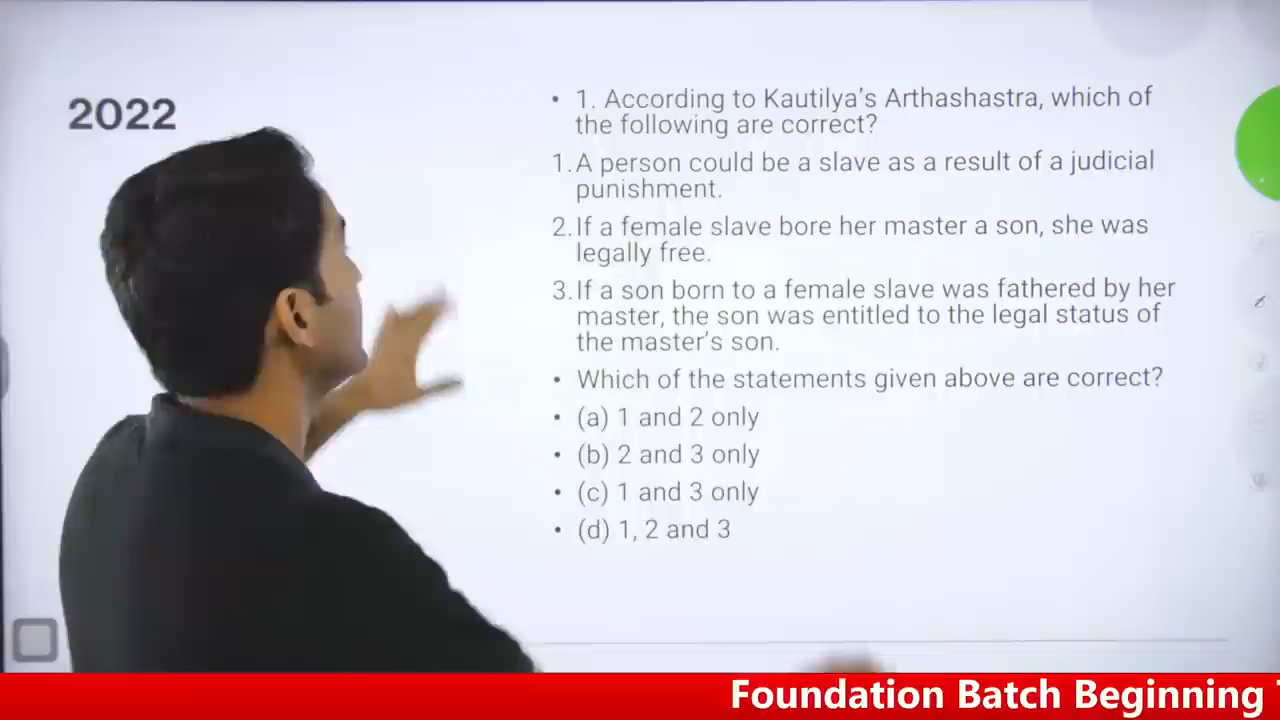 2022
• 1. According to Kautilya's Arthashastra, which of
the following are correct?
1. A person could be a slave as a result of a judicial
punishment.
2. If a female slave bore her master a son, she was
legally free.
3. If a son born to a female slave was fathered by her
master, the son was entitled to the legal status of
the master's son.
• Which of the statements given above are correct?
• (a) 1 and 2 only
• (b) 2 and 3 only
• (c) 1 and 3 only
• (d) 1, 2 and 3
Foundation Batch Beginning